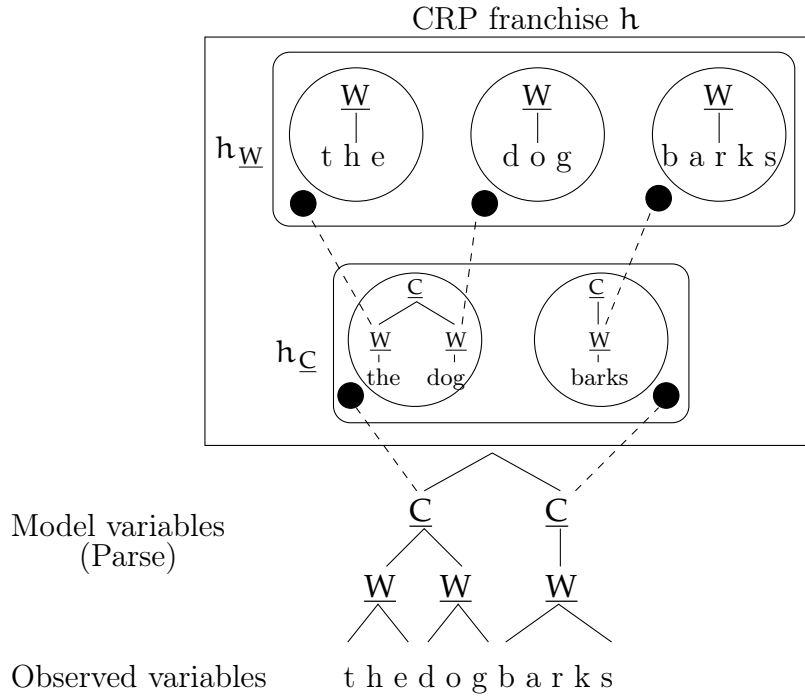 CRP franchise h
W W W
h_W
t h e d o g b a r k s
C C
W W W
h_C
the dog barks
Model variables
(Parse)
C C
W W W
Observed variables t h e d o g b a r k s